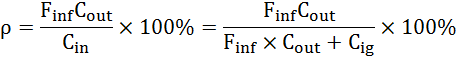 ρ = F_inf C_out / C_in × 100% = F_inf C_out / (F_inf × C_out + C_ig) × 100%